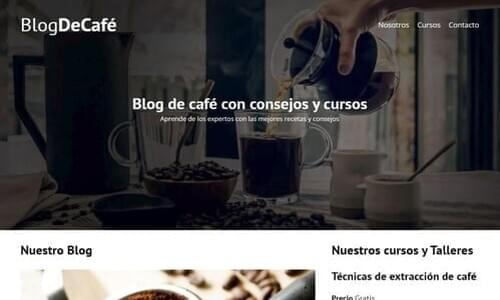 BlogDeCafé
Nosotros Cursos Contacto
Blog de café con consejos y cursos
Aprende de los expertos con las mejores recetas y consejos
Nuestro Blog
Nuestros cursos y Talleres
Técnicas de extracción de café
Precio Gratis